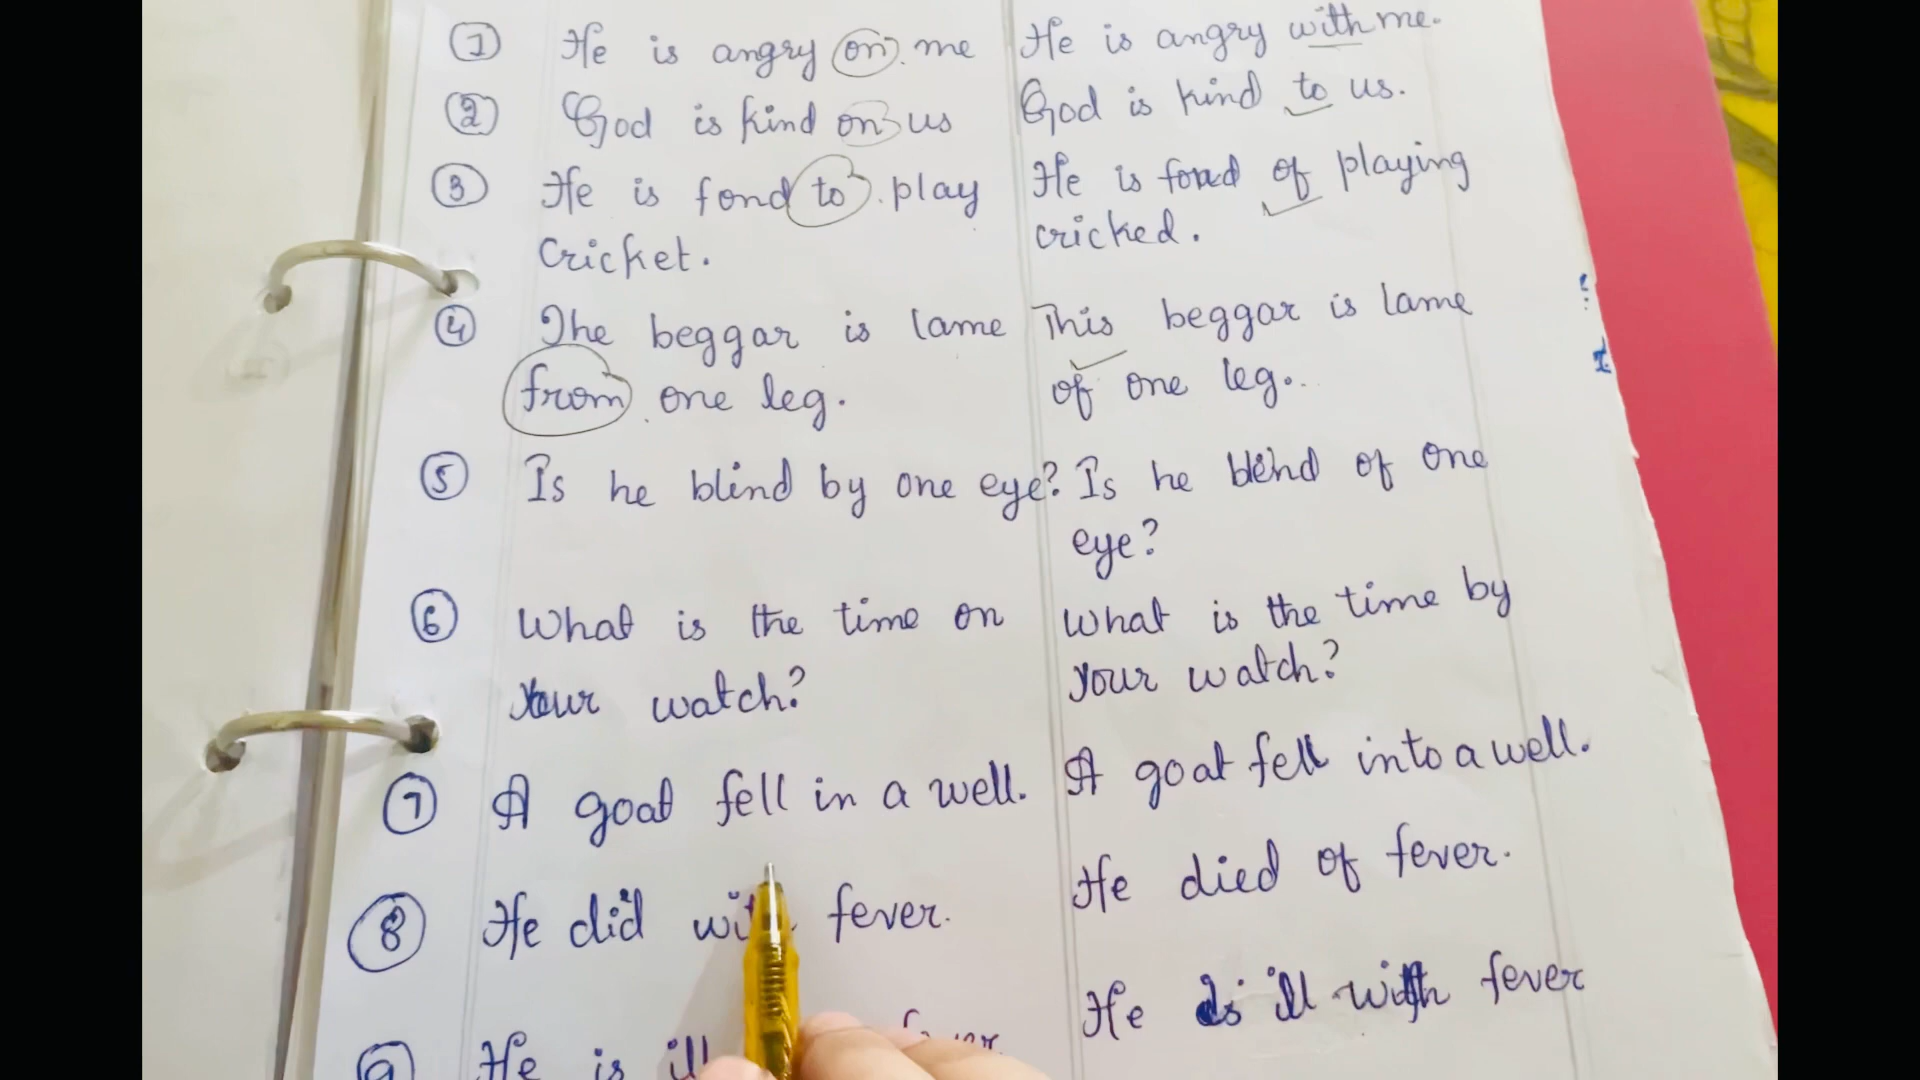 ① He is angry on me He is angry with me.
② God is kind on us God is kind to us.
③ He is fond to play He is fond of playing
Cricket. cricked.
④ The beggar is lame This beggar is lame
from one leg. of one leg.
⑤ Is he blind by one eye? Is he blind of one
eye?
⑥ What is the time on What is the time by
your watch? your watch?
⑦ A goat fell in a well. A goat fell into a well.
⑧ He did with fever. He died of fever.
⑨ He is ill He is ill with fever